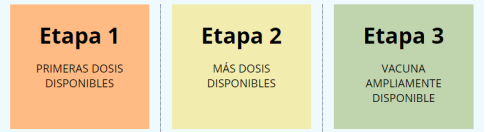 Etapa 1
PRIMERAS DOSIS
DISPONIBLES
Etapa 2
MÁS DOSIS
DISPONIBLES
Etapa 3
VACUNA
AMPLIAMENTE
DISPONIBLE